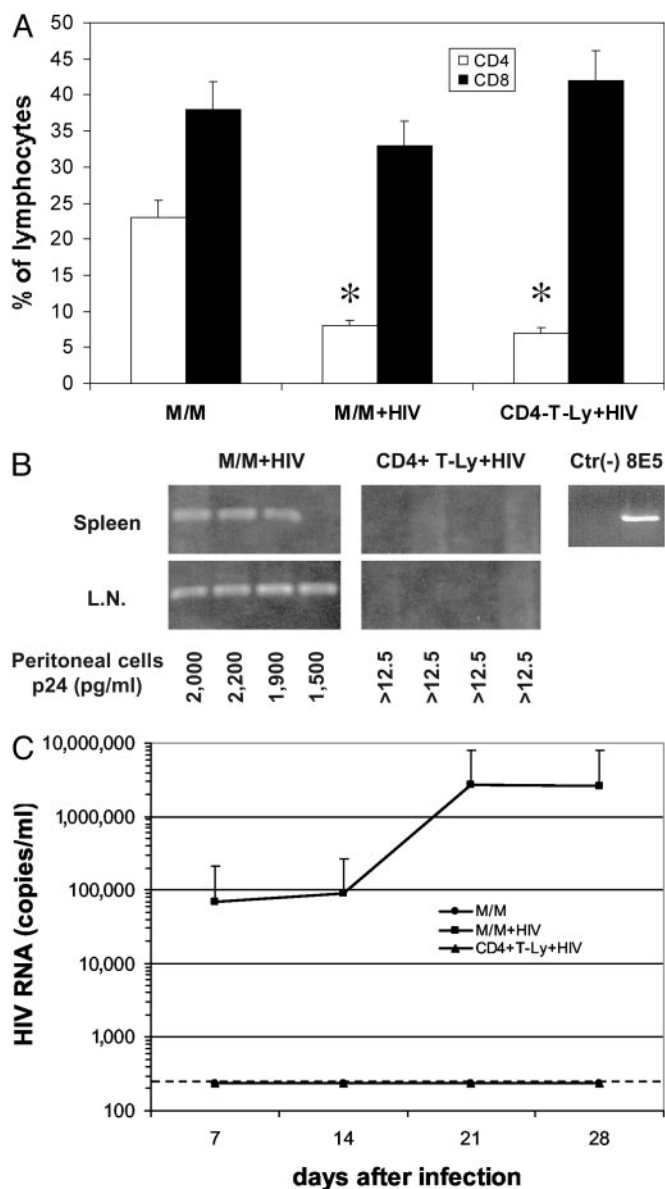 A
50
45
40
35
30
25
20
15
10
5
0
% of lymphocytes
CD4
CD8
*
*
M/M
M/M+HIV
CD4-T-Ly+HIV
B
M/M+HIV
CD4+ T-Ly+HIV
Ctr(-) 8E5
Spleen
L.N.
Peritoneal cells
p24 (pg/ml)
2,000
2,200
1,900
1,500
>12.5
>12.5
>12.5
>12.5
C
10,000,000
1,000,000
100,000
10,000
1,000
100
HIV RNA (copies/ml)
M/M
M/M+HIV
CD4+T-Ly+HIV
7
14
21
28
days after infection